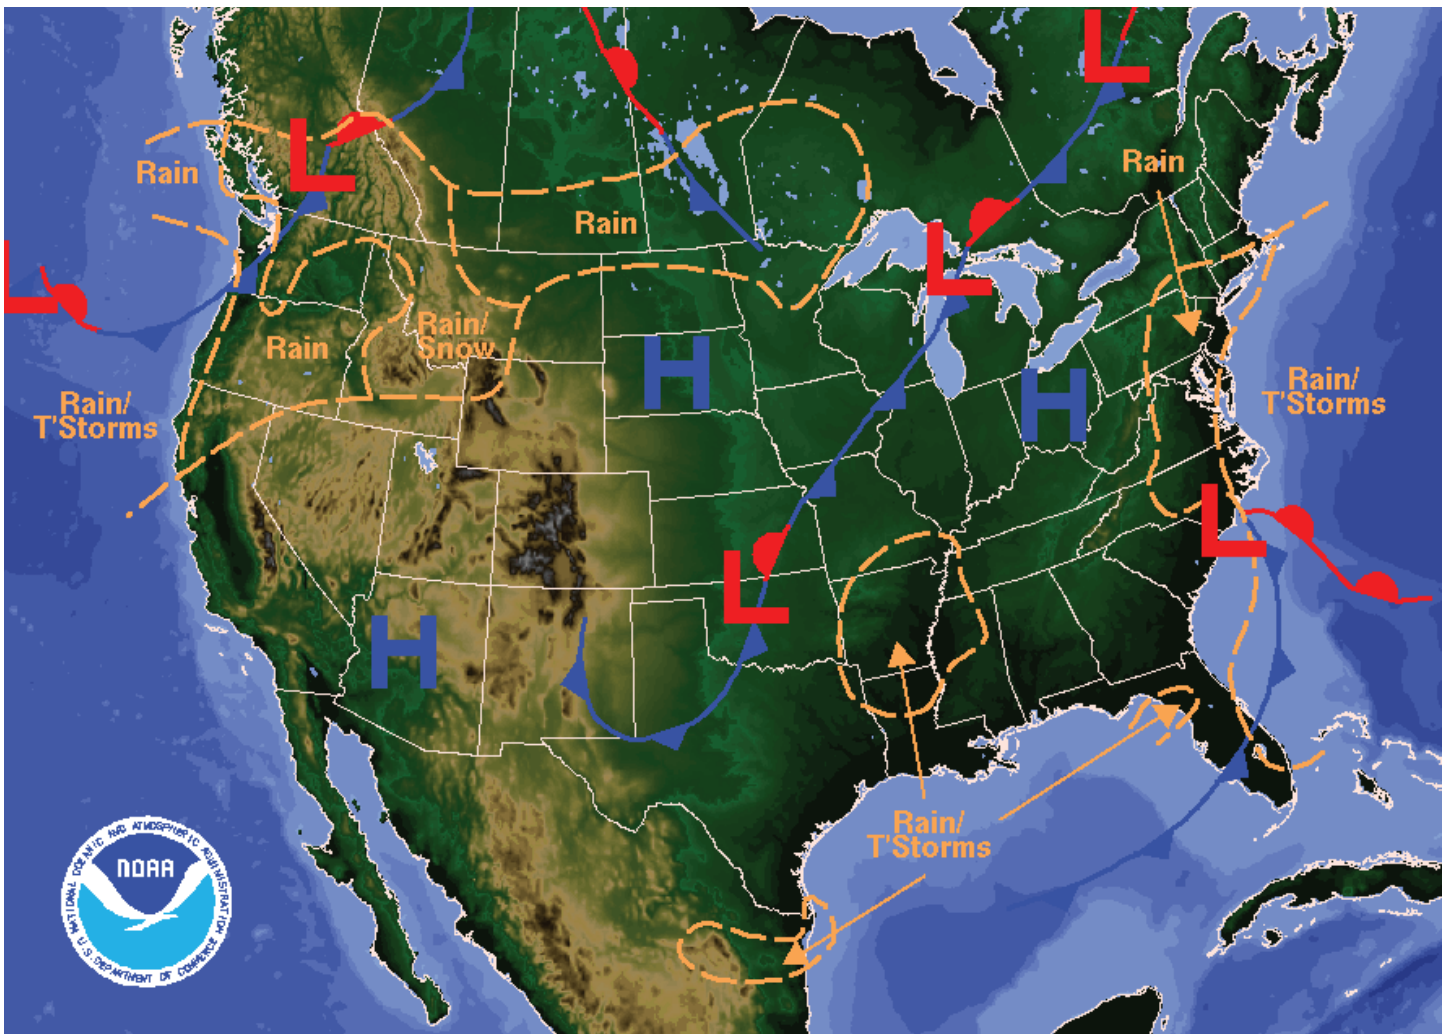 L
L
Rain
L
Rain
Rain
L
L
Rain/
Snow
Rain
H
H
Rain/
T'Storms
Rain/
T'Storms
L
L
H
Rain/
T'Storms
NOAA
NATIONAL OCEANIC AND ATMOSPHERIC ADMINISTRATION
U.S. DEPARTMENT OF COMMERCE